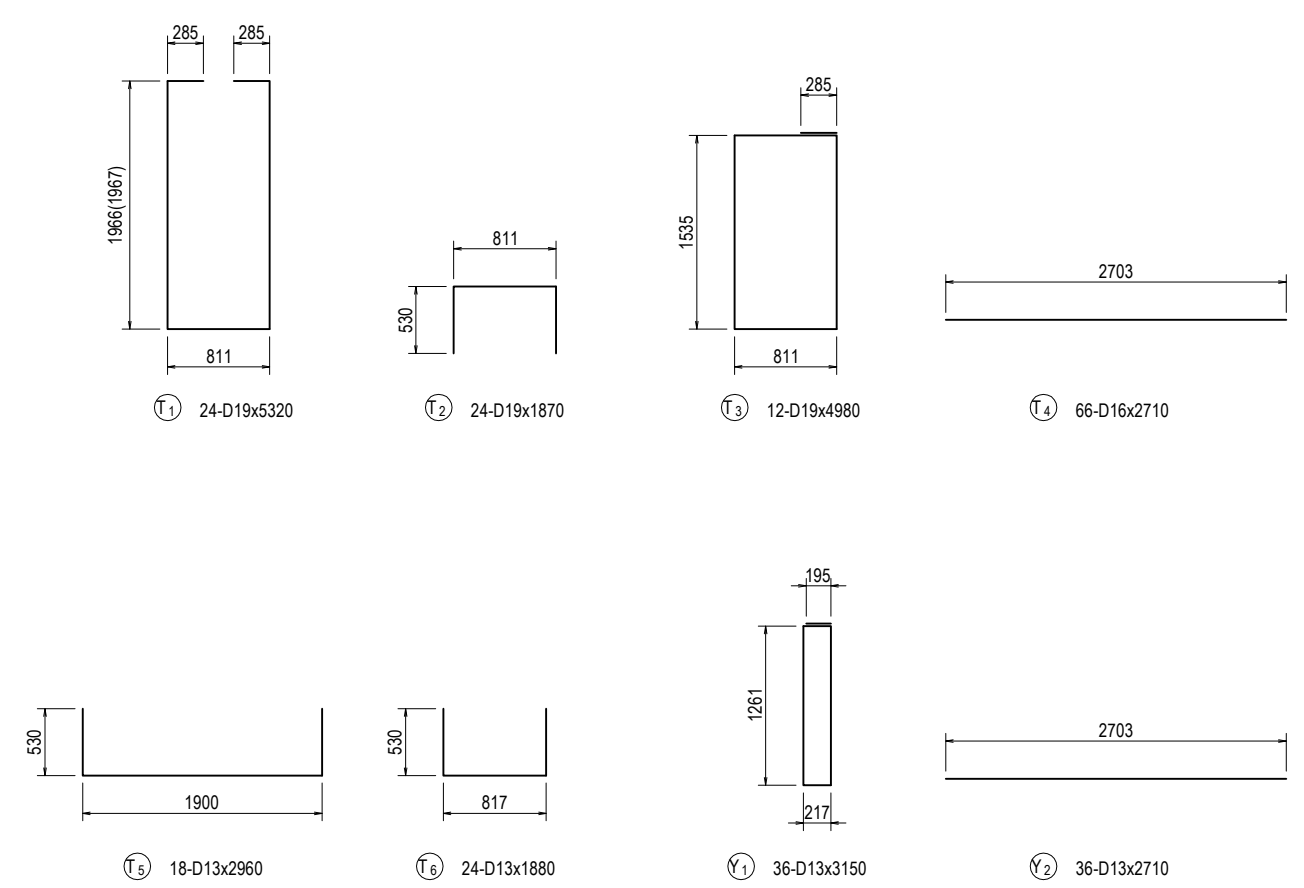 285
285
1966(1967)
811
T1 24-D19x5320
811
530
T2 24-D19x1870
285
1535
811
T3 12-D19x4980
2703
T4 66-D16x2710
530
1900
T5 18-D13x2960
530
817
T6 24-D13x1880
195
1261
217
Y1 36-D13x3150
2703
Y2 36-D13x2710